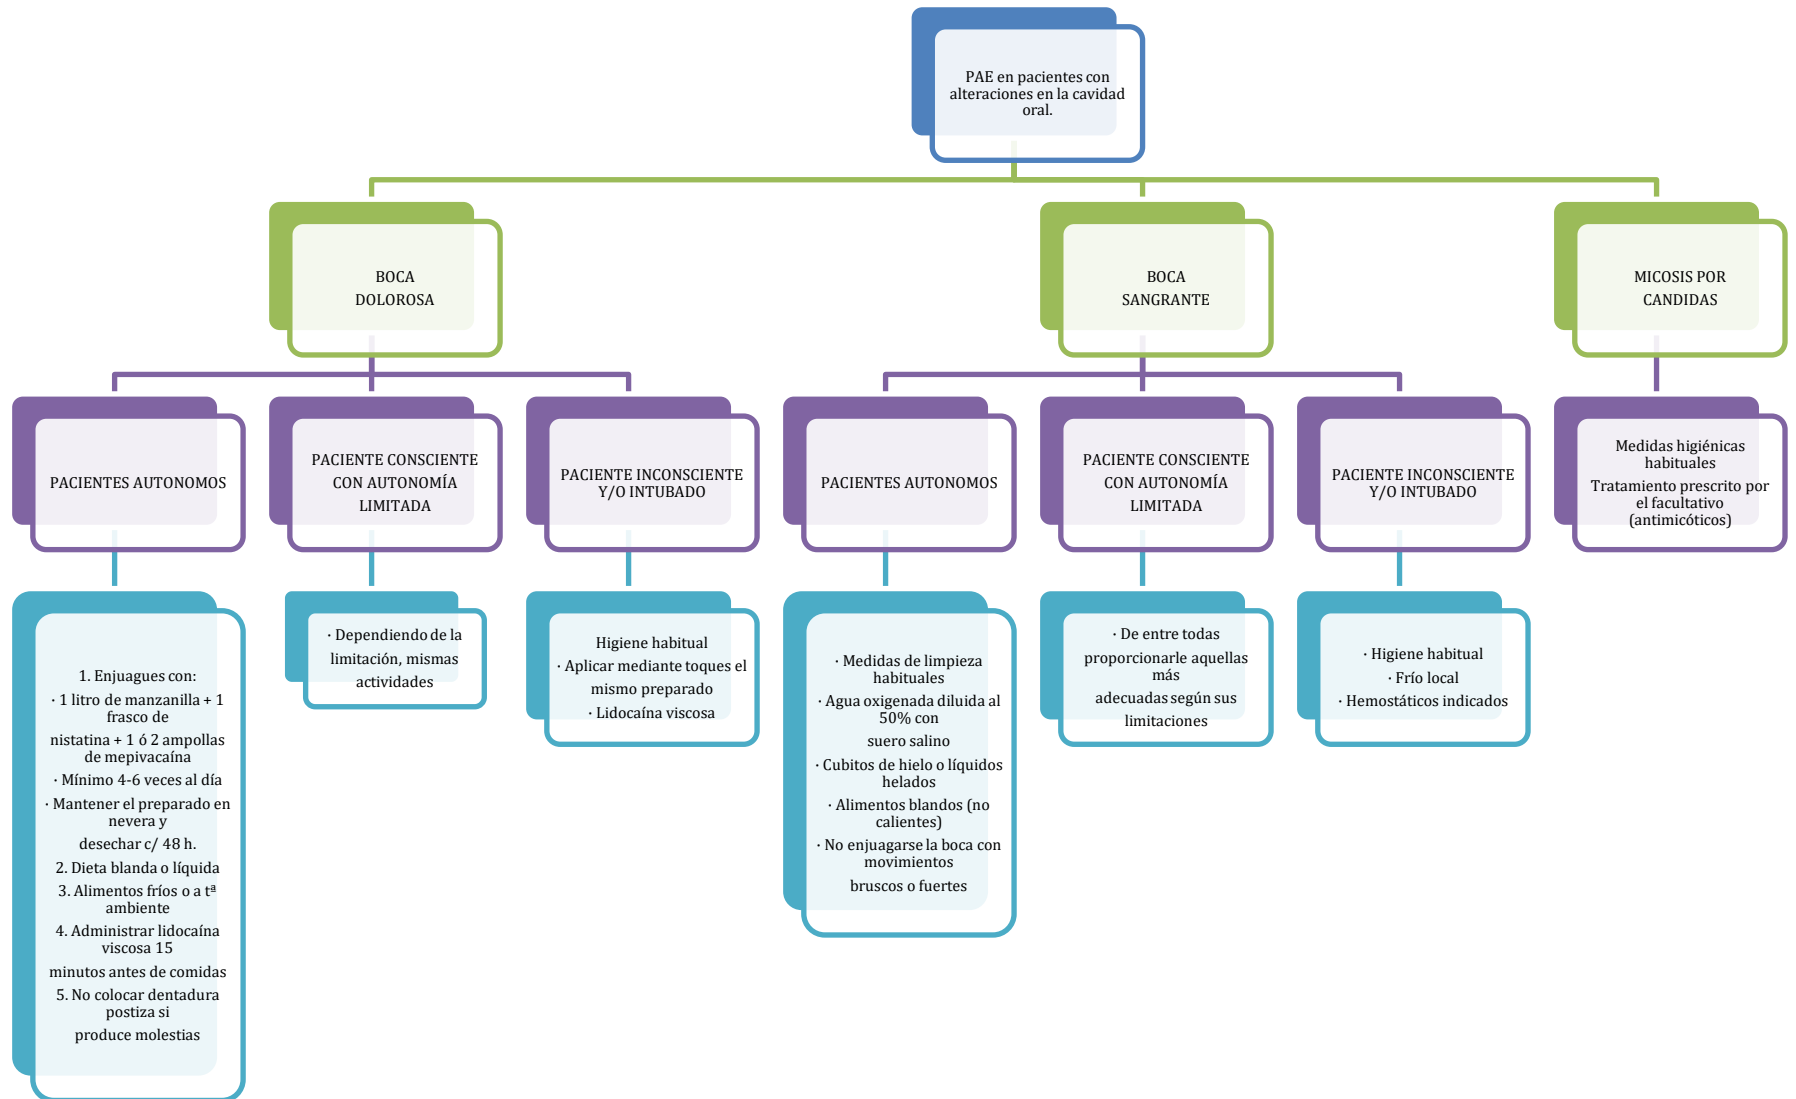 PAE en pacientes con
alteraciones en la cavidad
oral.
BOCA
DOLOROSA
BOCA
SANGRANTE
MICOSIS POR
CANDIDAS
PACIENTES AUTONOMOS
PACIENTE CONSCIENTE
CON AUTONOMÍA
LIMITADA
PACIENTE INCONSCIENTE
Y/O INTUBADO
PACIENTES AUTONOMOS
PACIENTE CONSCIENTE
CON AUTONOMÍA
LIMITADA
PACIENTE INCONSCIENTE
Y/O INTUBADO
Medidas higiénicas
habituales
Tratamiento prescrito por
el facultativo
(antimicóticos)
1. Enjuagues con:
· 1 litro de manzanilla + 1
frasco de
nistatina + 1 ó 2 ampollas
de mepivacaína
· Mínimo 4-6 veces al día
· Mantener el preparado en
nevera y
desechar c/ 48 h.
2. Dieta blanda o líquida
3. Alimentos fríos o a tª
ambiente
4. Administrar lidocaína
viscosa 15
minutos antes de comidas
5. No colocar dentadura
postiza si
produce molestias
· Dependiendo de la
limitación, mismas
actividades
Higiene habitual
· Aplicar mediante toques el
mismo preparado
· Lidocaína viscosa
· Medidas de limpieza
habituales
· Agua oxigenada diluida al
50% con
suero salino
· Cubitos de hielo o líquidos
helados
· Alimentos blandos (no
calientes)
· No enjuagarse la boca con
movimientos
bruscos o fuertes
· De entre todas
proporcionarle aquellas
más
adecuadas según sus
limitaciones
· Higiene habitual
· Frío local
· Hemostáticos indicados